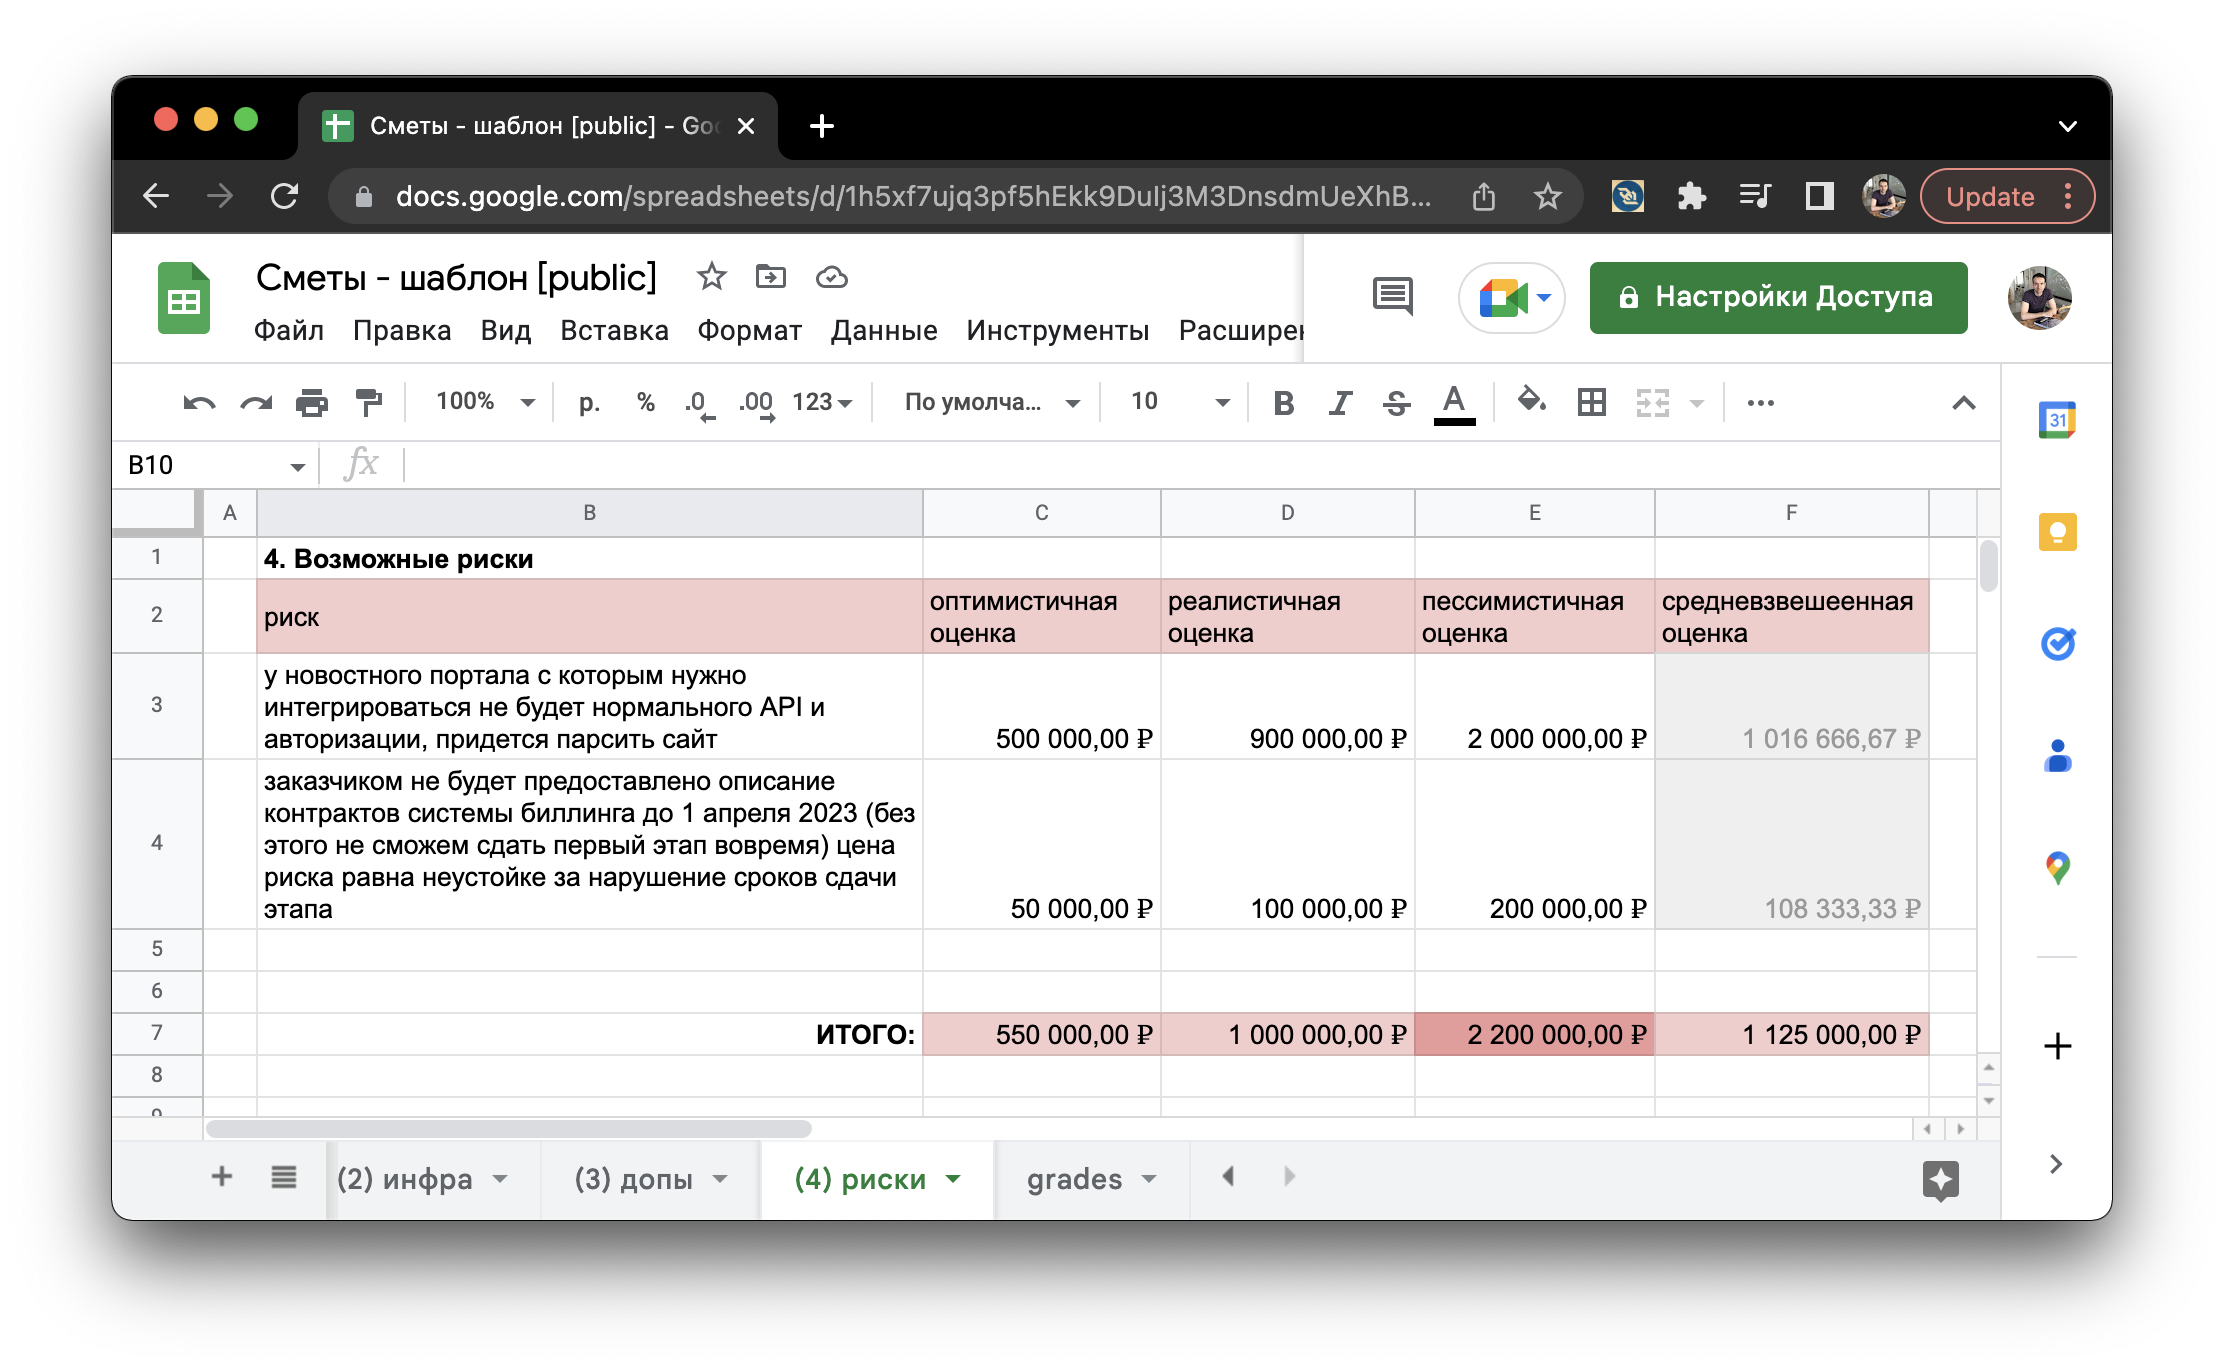 Сметы - шаблон [public] - Goo
docs.google.com/spreadsheets/d/1h5xf7ujq3pf5hEkk9DuIj3M3DnsdmUeXhB...
Update
Сметы - шаблон [public]
Файл Правка Вид Вставка Формат Данные Инструменты Расширен
Настройки Доступа
100% р. % .0 .00 123 По умолча... 10 B I S A
31
B10 fx
A B C D E F
1 4. Возможные риски
2 риск
оптимистичная
оценка
реалистичная
оценка
пессимистичная
оценка
средневзвешеенная
оценка
у новостного портала с которым нужно
3 интегрироваться не будет нормального API и
авторизации, придется парсить сайт 500 000,00 ₽ 900 000,00 ₽ 2 000 000,00 ₽ 1 016 666,67 ₽
заказчиком не будет предоставлено описание
контрактов системы биллинга до 1 апреля 2023 (без
4 этого не сможем сдать первый этап вовремя) цена
риска равна неустойке за нарушение сроков сдачи
этапа 50 000,00 ₽ 100 000,00 ₽ 200 000,00 ₽ 108 333,33 ₽
5
6
7 ИТОГО: 550 000,00 ₽ 1 000 000,00 ₽ 2 200 000,00 ₽ 1 125 000,00 ₽
8
9
(2) инфра (3) допы (4) риски grades